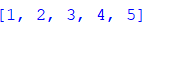 [1, 2, 3, 4, 5]